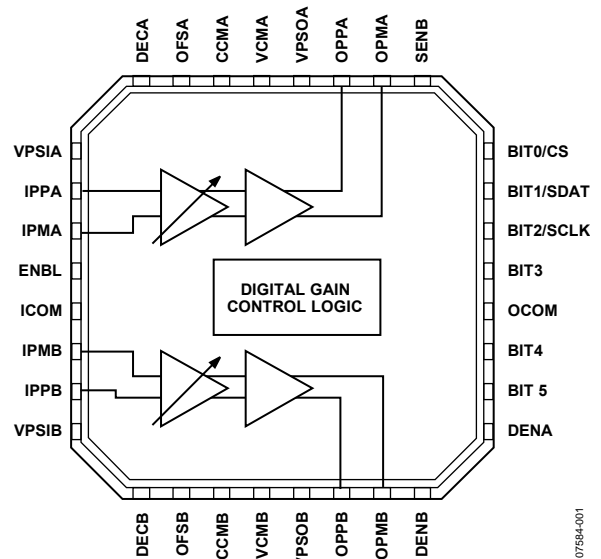 DECA
OFSA
CCMA
VCMA
VPSOA
OPPA
OPMA
SENB
VPSIA
IPPA
IPMA
ENBL
ICOM
IPMB
IPPB
VPSIB
DIGITAL GAIN
CONTROL LOGIC
BIT0/CS
BIT1/SDAT
BIT2/SCLK
BIT3
OCOM
BIT4
BIT 5
DENA
DECB
OFSB
CCMB
VCMB
VPSOB
OPPB
OPMB
DENB
07584-001